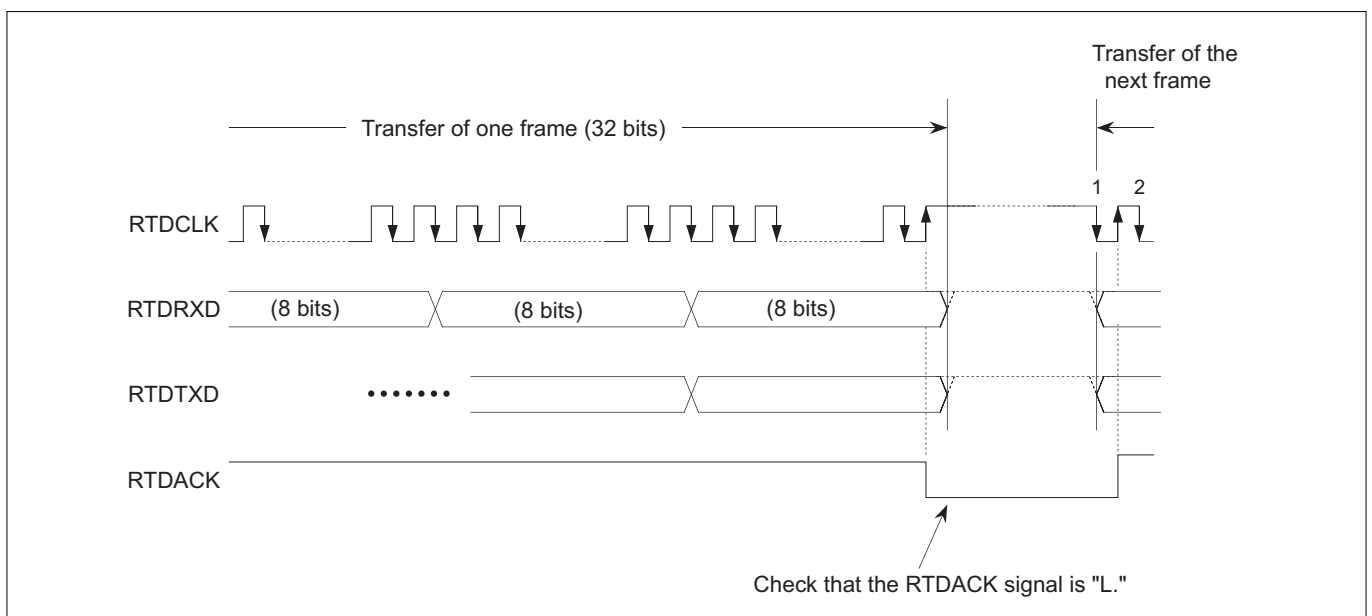 Transfer of the
next frame
Transfer of one frame (32 bits)
1 2
RTDCLK
RTDRXD (8 bits) (8 bits) (8 bits)
RTDTXD
RTDACK
Check that the RTDACK signal is "L."